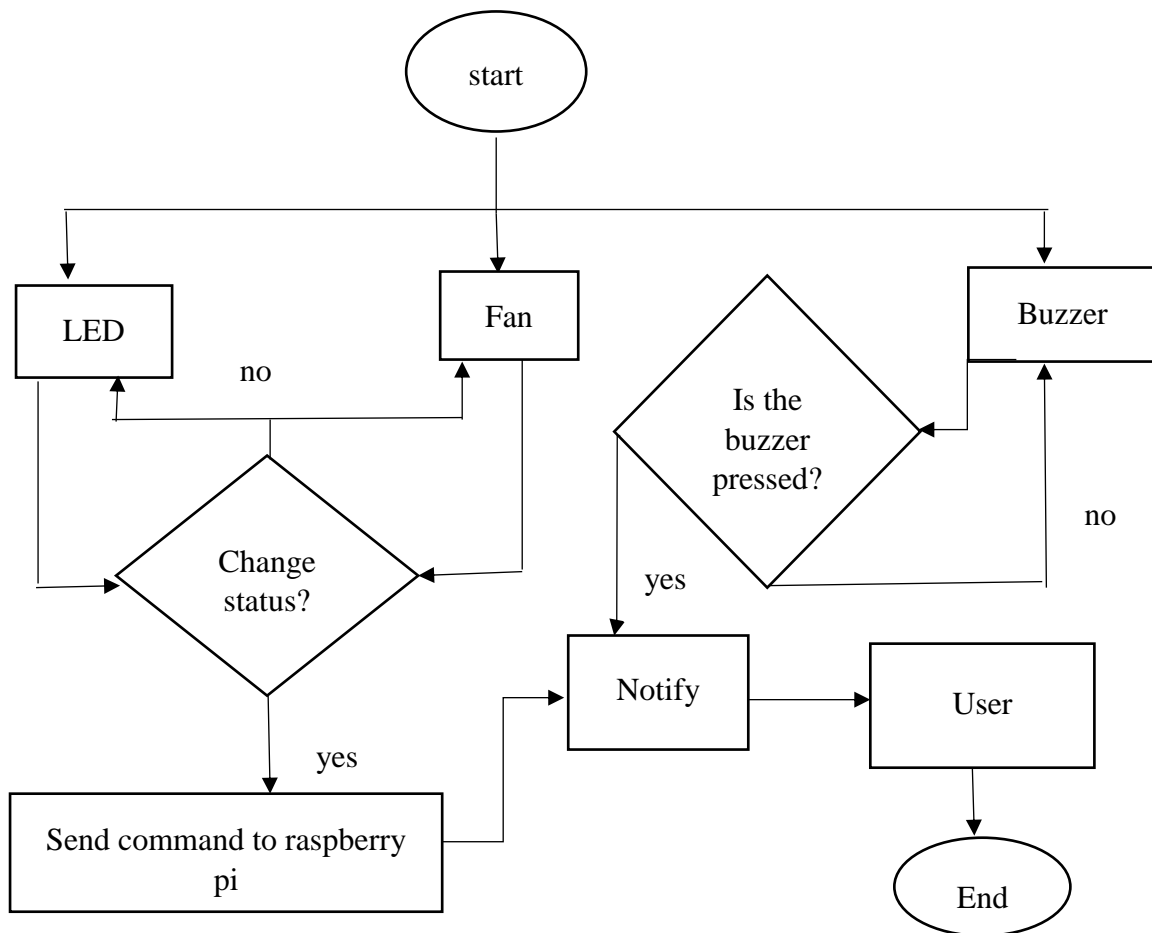 start
LED
Fan
Buzzer
no
Is the
buzzer
pressed?
no
Change
status?
yes
Notify
User
yes
Send command to raspberry
pi
End